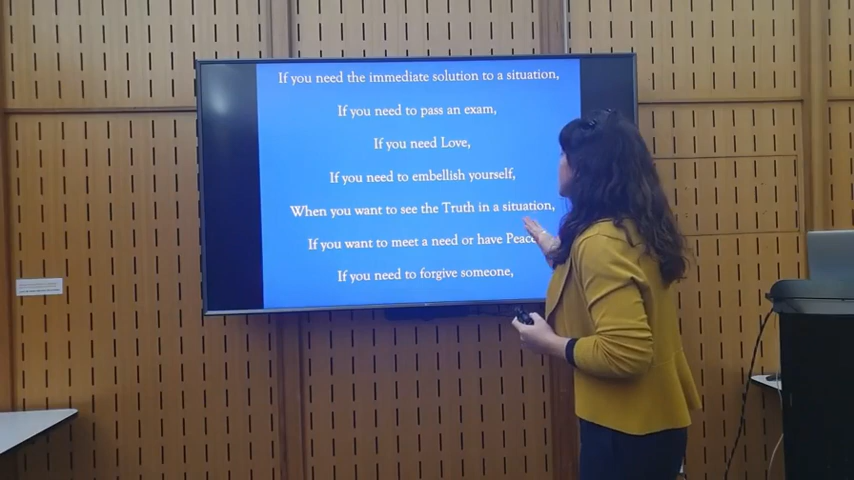 If you need the immediate solution to a situation,
If you need to pass an exam,
If you need Love,
If you need to embellish yourself,
When you want to see the Truth in a situation,
If you want to meet a need or have Peace
If you need to forgive someone,